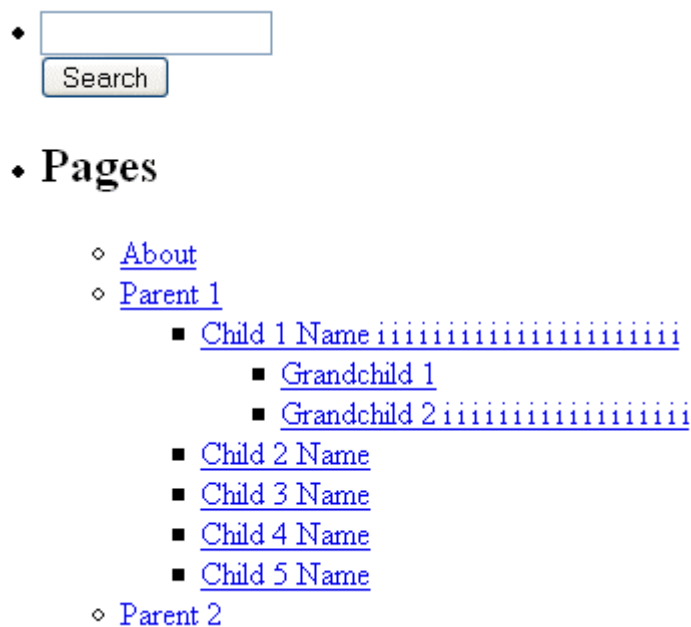 Search
Pages
About
Parent 1
Child 1 Name i i i i i i i i i i i i i i i i i i i i i i
Grandchild 1
Grandchild 2 i i i i i i i i i i i i i i i i i i
Child 2 Name
Child 3 Name
Child 4 Name
Child 5 Name
Parent 2